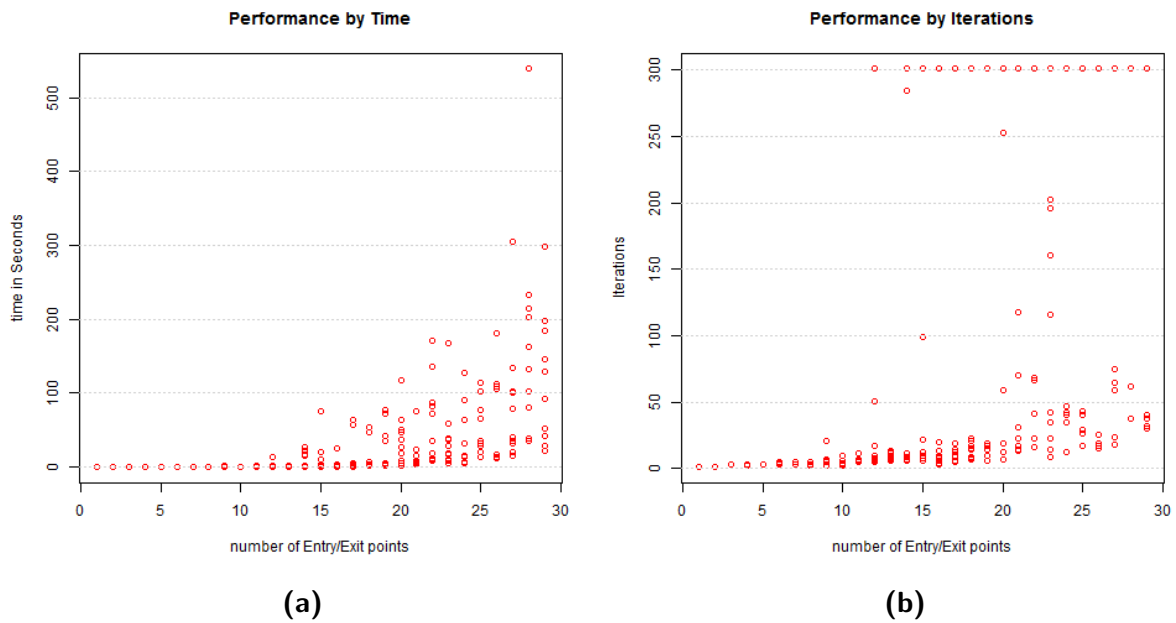 Performance by Time
500
400
300
200
100
0
time in Seconds
0 5 10 15 20 25 30
number of Entry/Exit points
(a)
Performance by Iterations
300
250
200
150
100
50
0
Iterations
0 5 10 15 20 25 30
number of Entry/Exit points
(b)